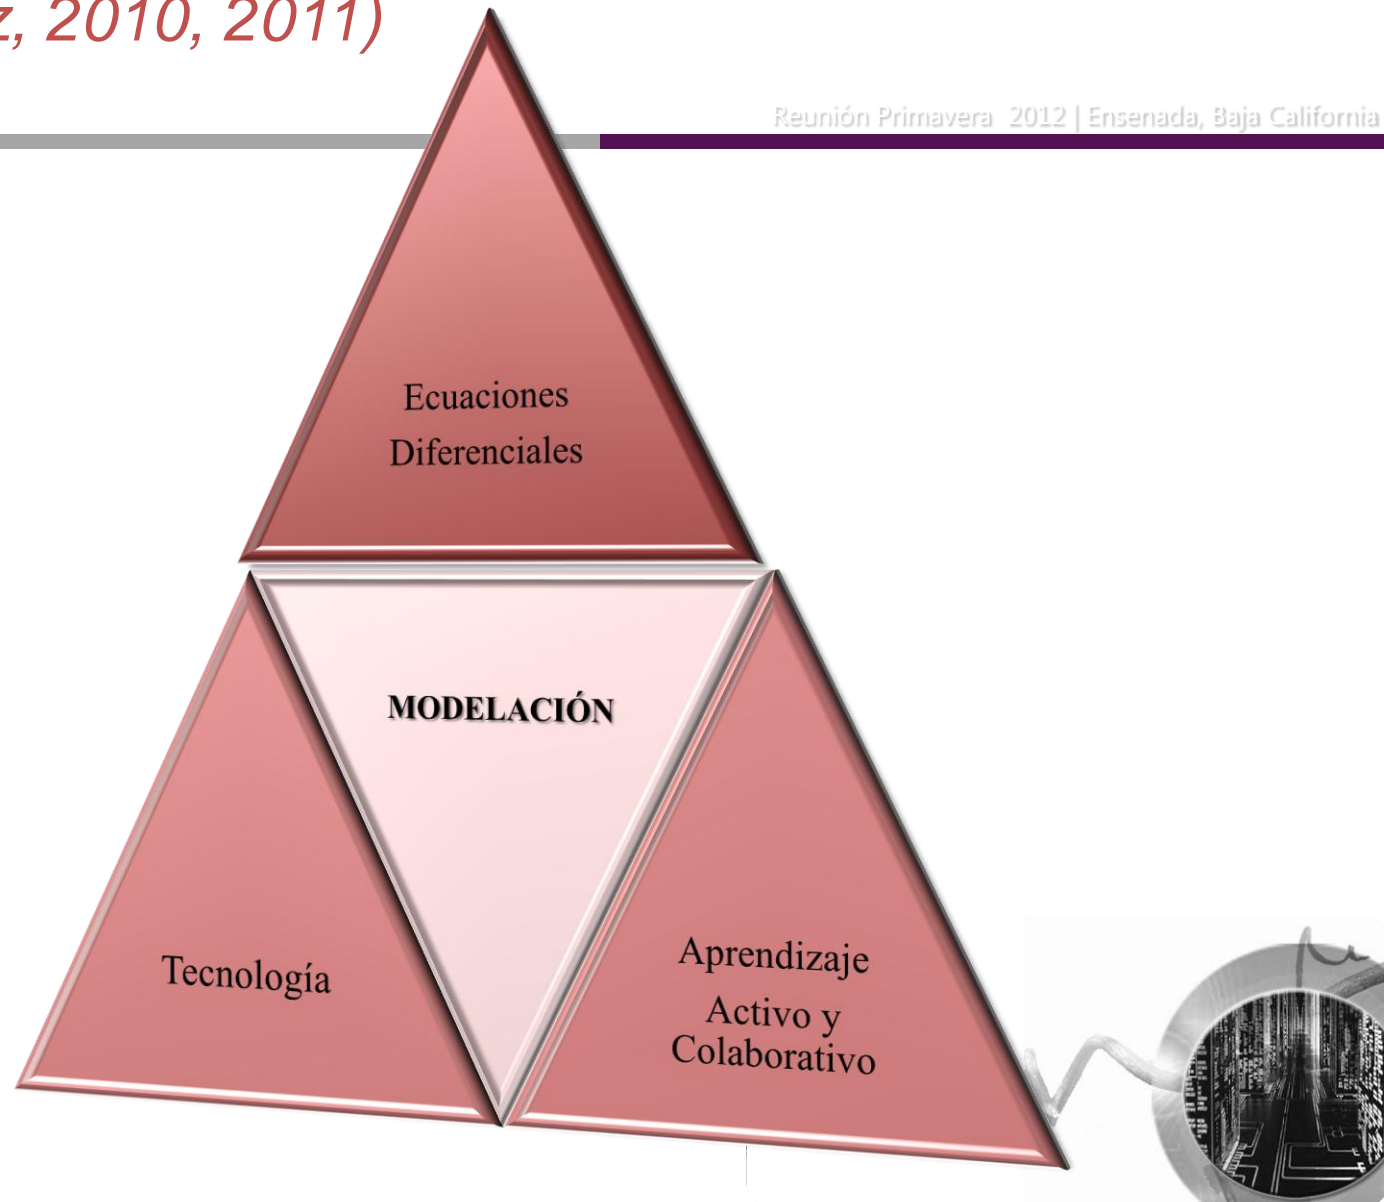 z, 2010, 2011)
Reunión Primavera 2012 | Ensenada, Baja California
Ecuaciones
Diferenciales
MODELACIÓN
Tecnología
Aprendizaje
Activo y
Colaborativo